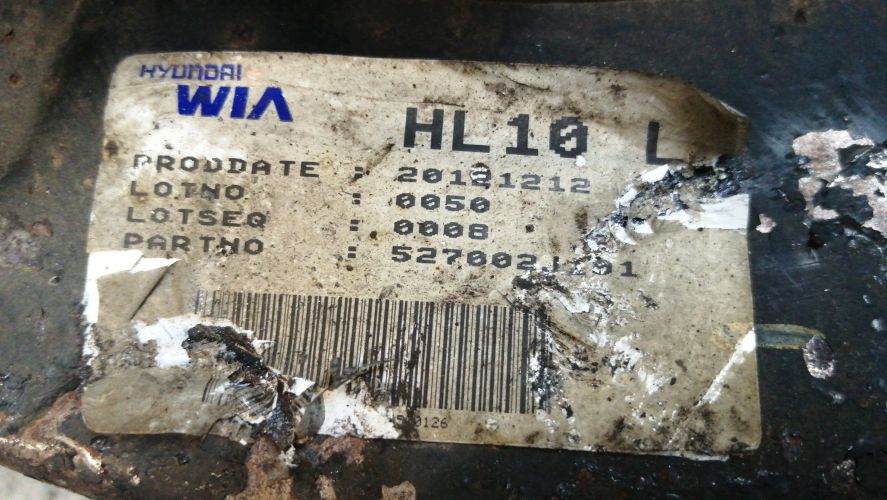 HYUNDAI
WIA
HL10 L
PRODDATE : 20121212
LOTNO : 0050
LOTSEQ : 0008
PARTNO :